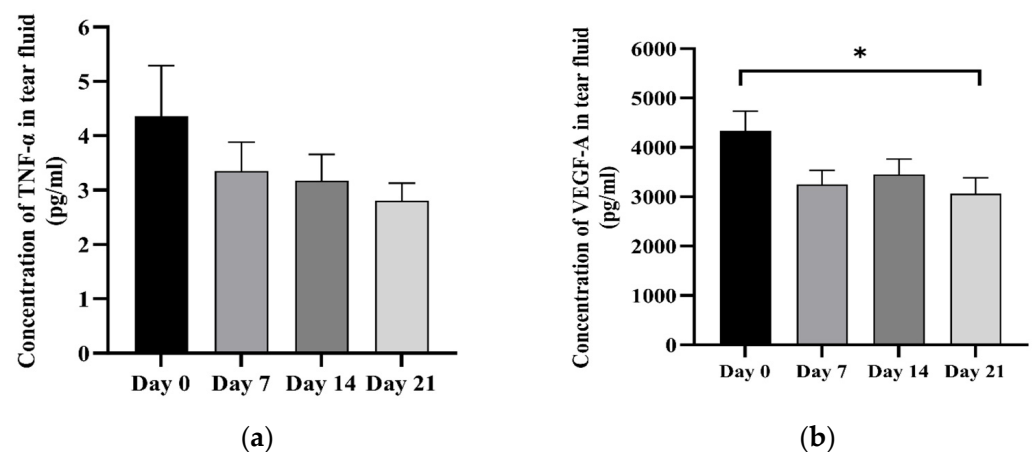 Concentration of TNF-α in tear fluid
(pg/ml)
6
5
4
3
2
1
0
Day 0 Day 7 Day 14 Day 21
(a)
Concentration of VEGF-A in tear fluid
(pg/ml)
6000
5000
4000
3000
2000
1000
0
*
Day 0 Day 7 Day 14 Day 21
(b)